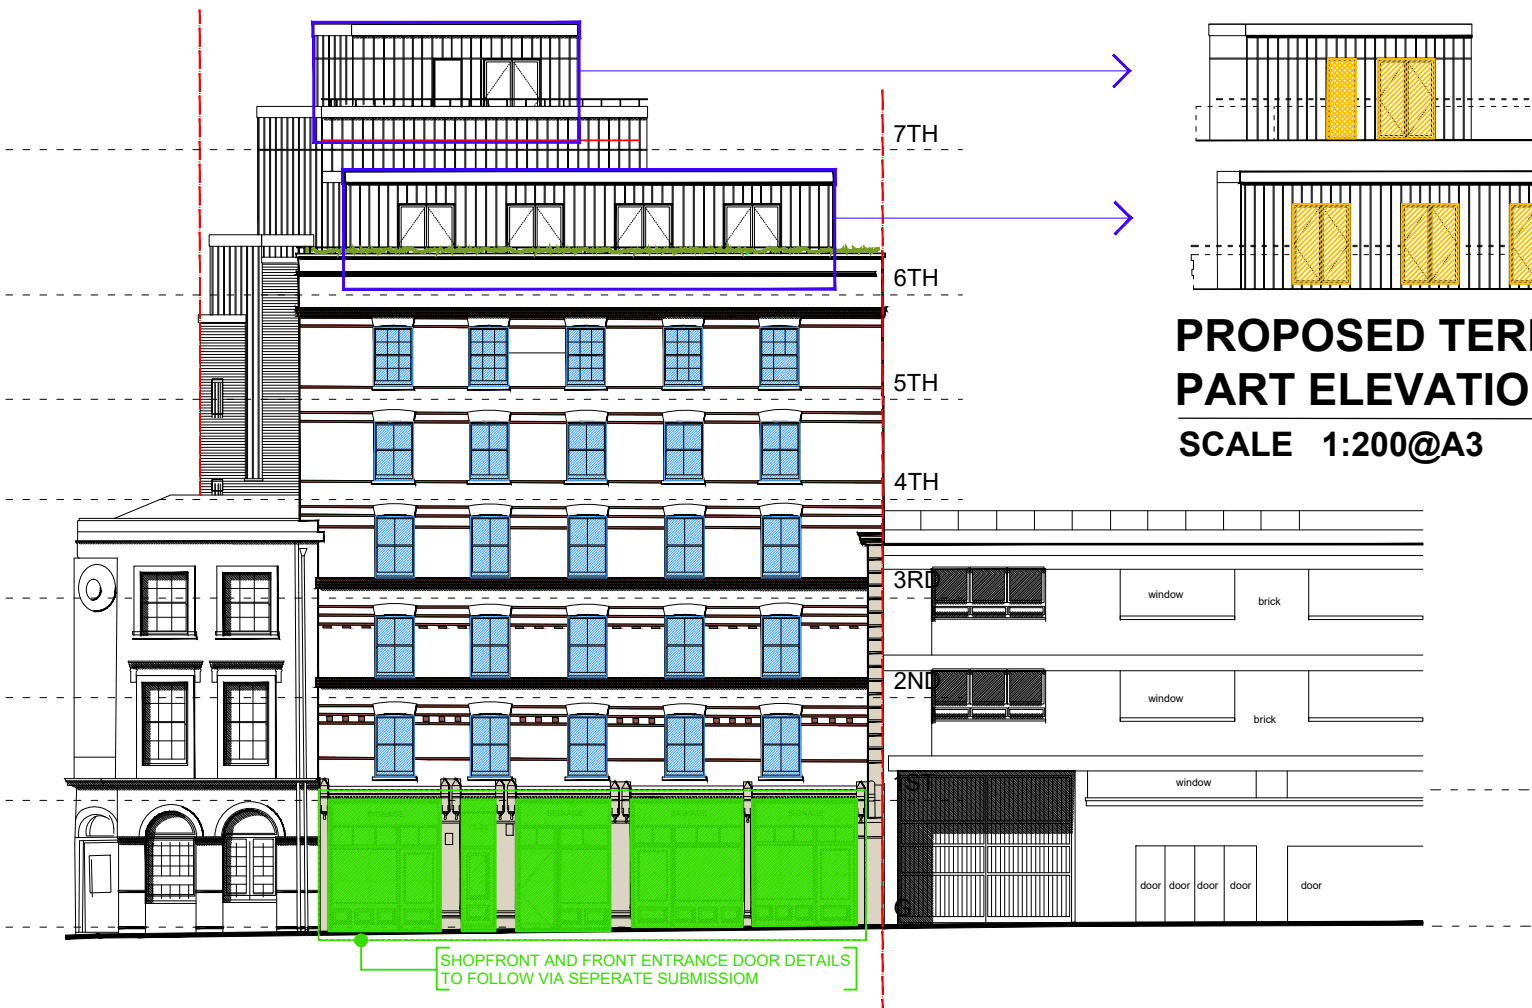 7TH
6TH
5TH
4TH
3RD
2ND
1ST
G
PROPOSED TER
PART ELEVATIO
SCALE 1:200@A3
window
brick
window
brick
window
door door door door
door
SHOPFRONT AND FRONT ENTRANCE DOOR DETAILS
TO FOLLOW VIA SEPERATE SUBMISSIOM